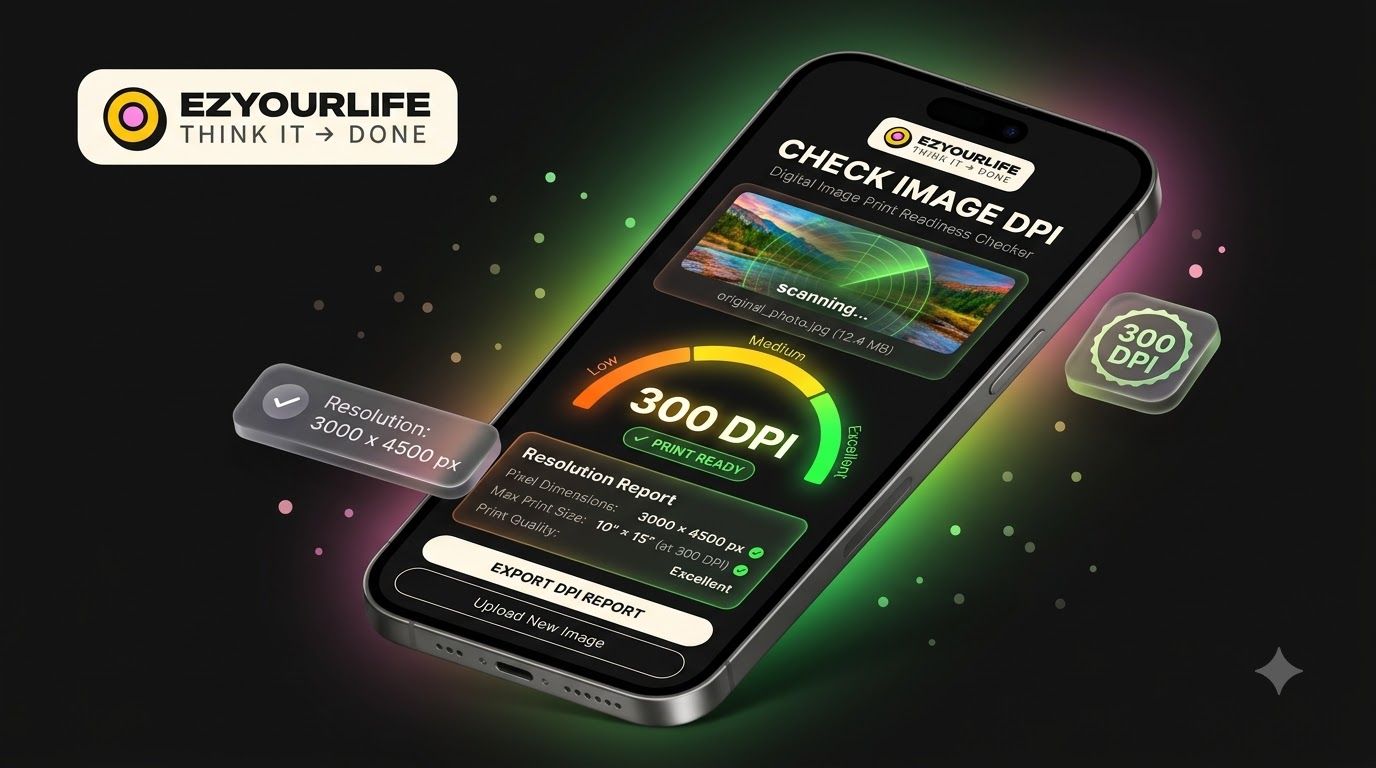 EZYOURLIFE
THINK IT → DONE
EZYOURLIFE
THINK IT → DONE
CHECK IMAGE DPI
Digital Image Print Readiness Checker
scanning...
original_photo.jpg (12.4 MB)
Low
Medium
Excellent
300 DPI
✓ PRINT READY
Resolution Report
Pixel Dimensions: 3000 x 4500 px
Max Print Size: 10" x 15" (at 300 DPI)
Print Quality: Excellent
EXPORT DPI REPORT
Upload New Image
Resolution:
3000 x 4500 px
300
DPI